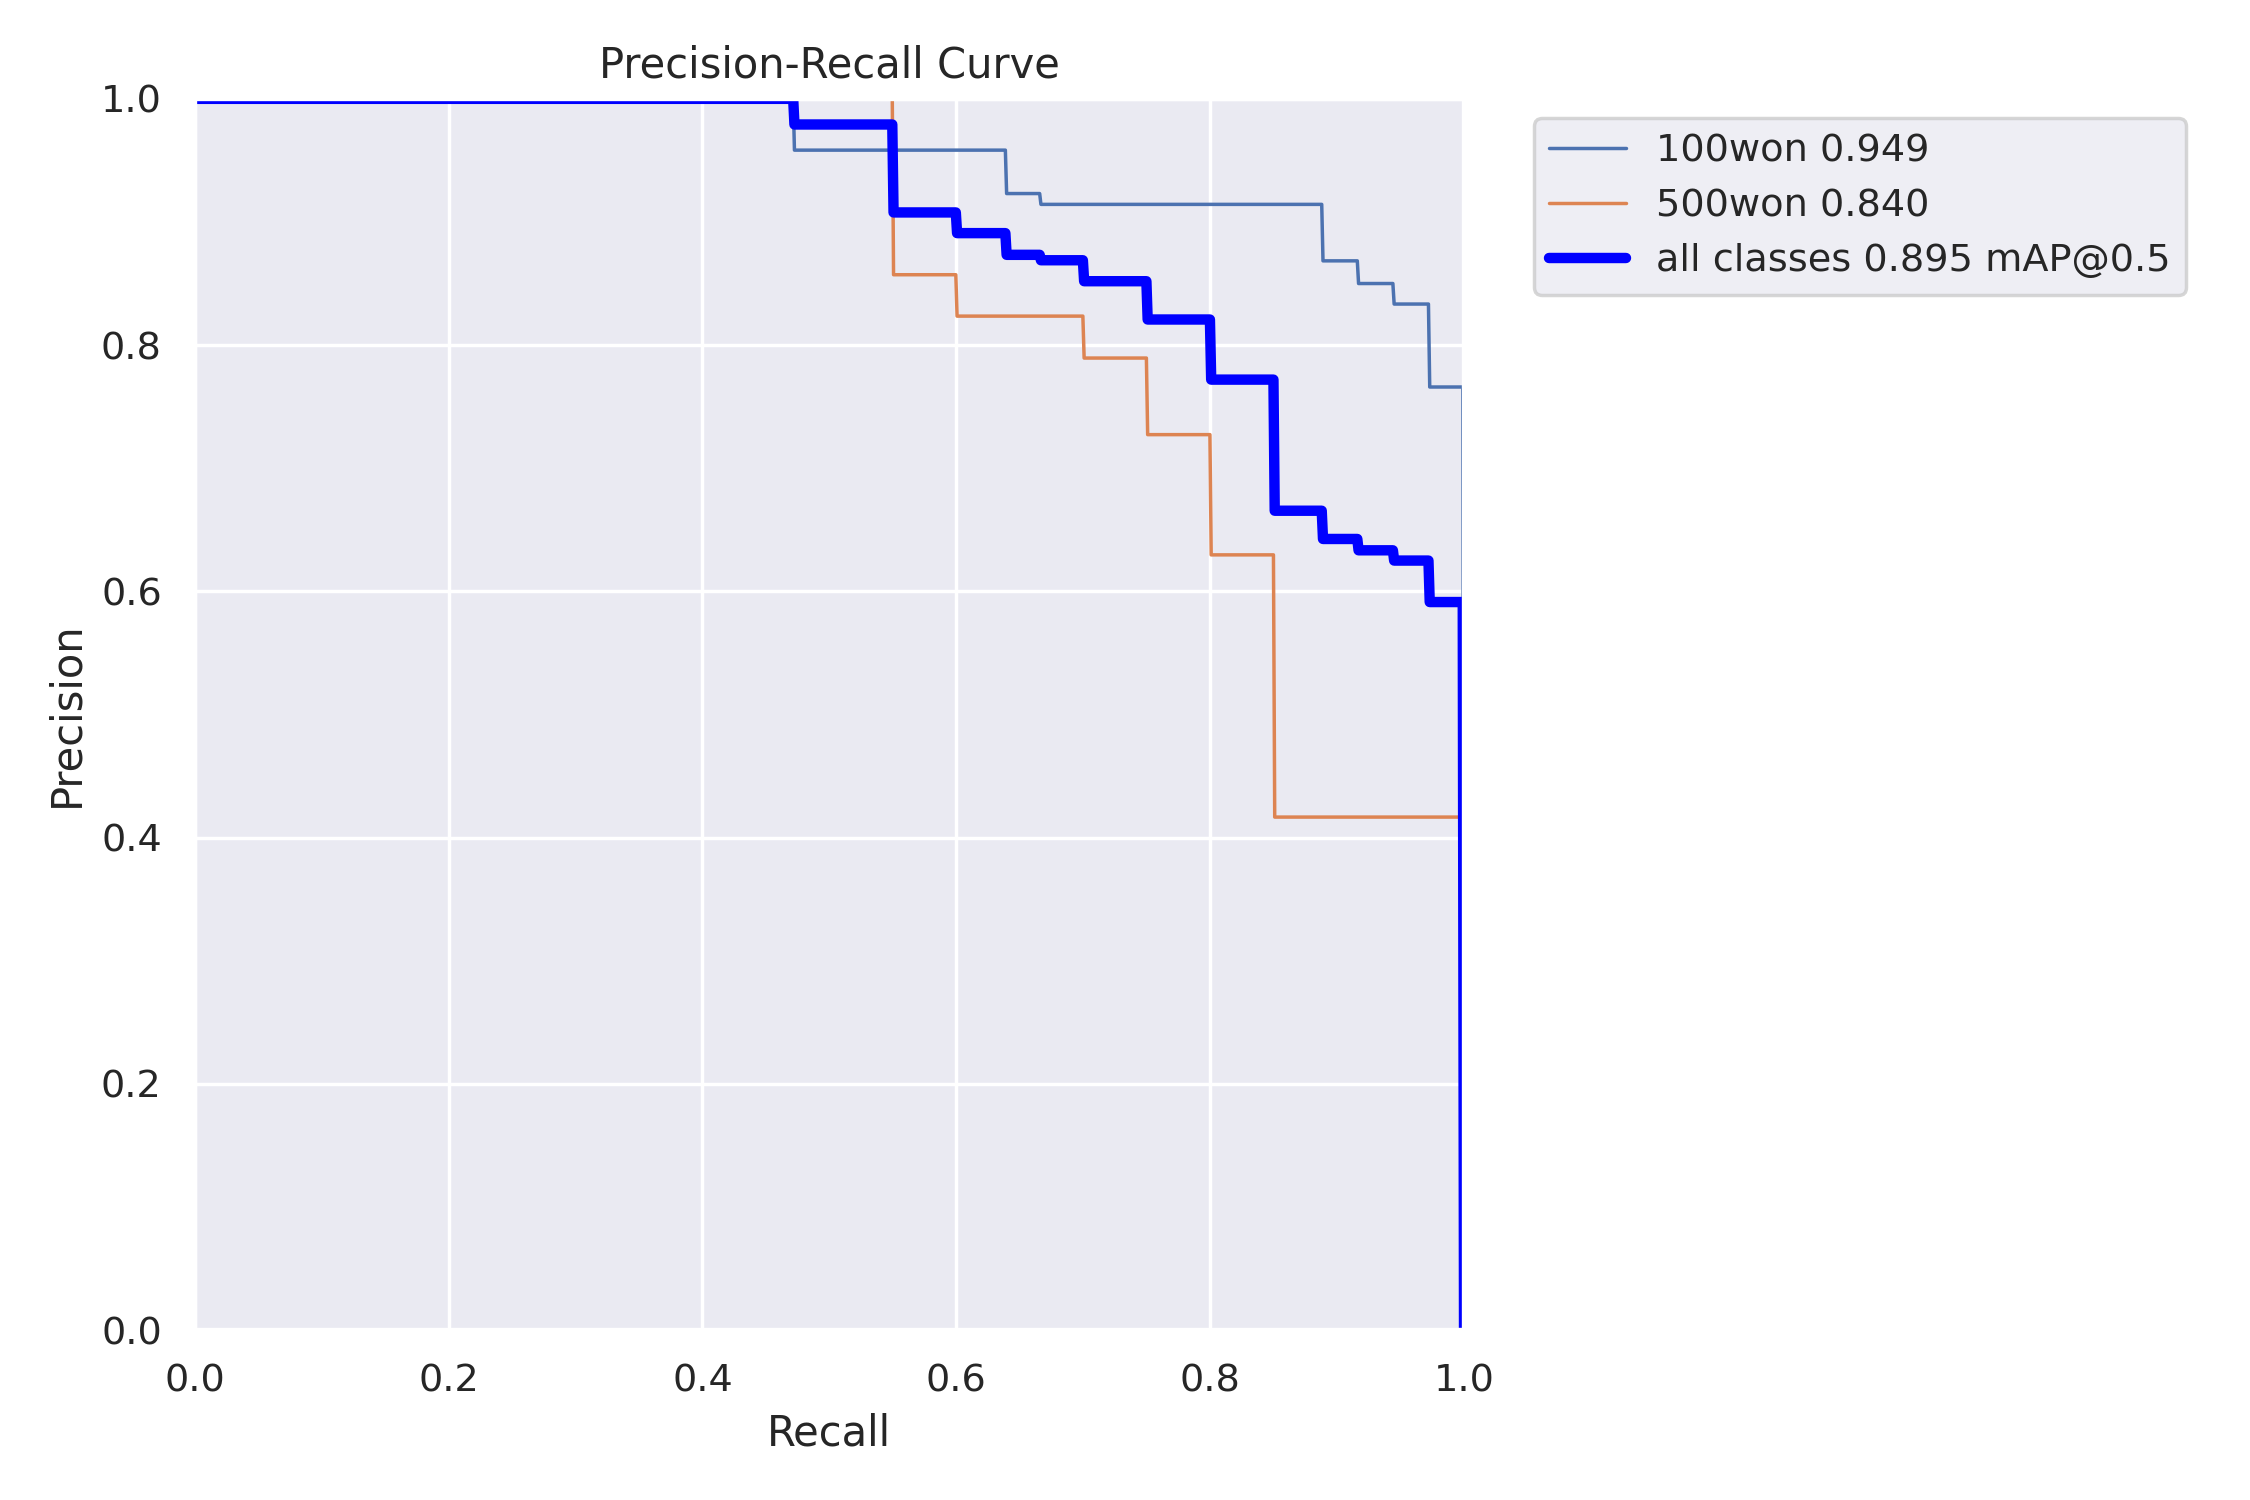 Precision-Recall Curve
1.0
0.8
0.6
0.4
0.2
0.0
Precision
0.0 0.2 0.4 0.6 0.8 1.0
Recall
100won 0.949
500won 0.840
all classes 0.895 mAP@0.5